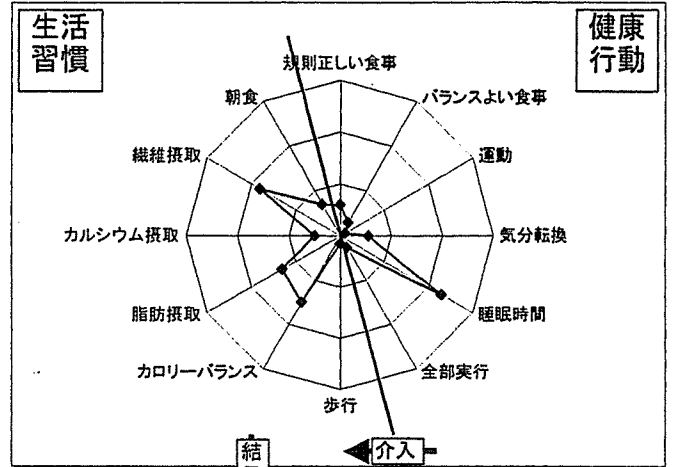 生活
習慣
健康
行動
規則正しい食事
朝食
バランスよい食事
繊維摂取
運動
カルシウム摂取
気分転換
脂肪摂取
睡眠時間
カロリーバランス
全部実行
歩行
結
介入